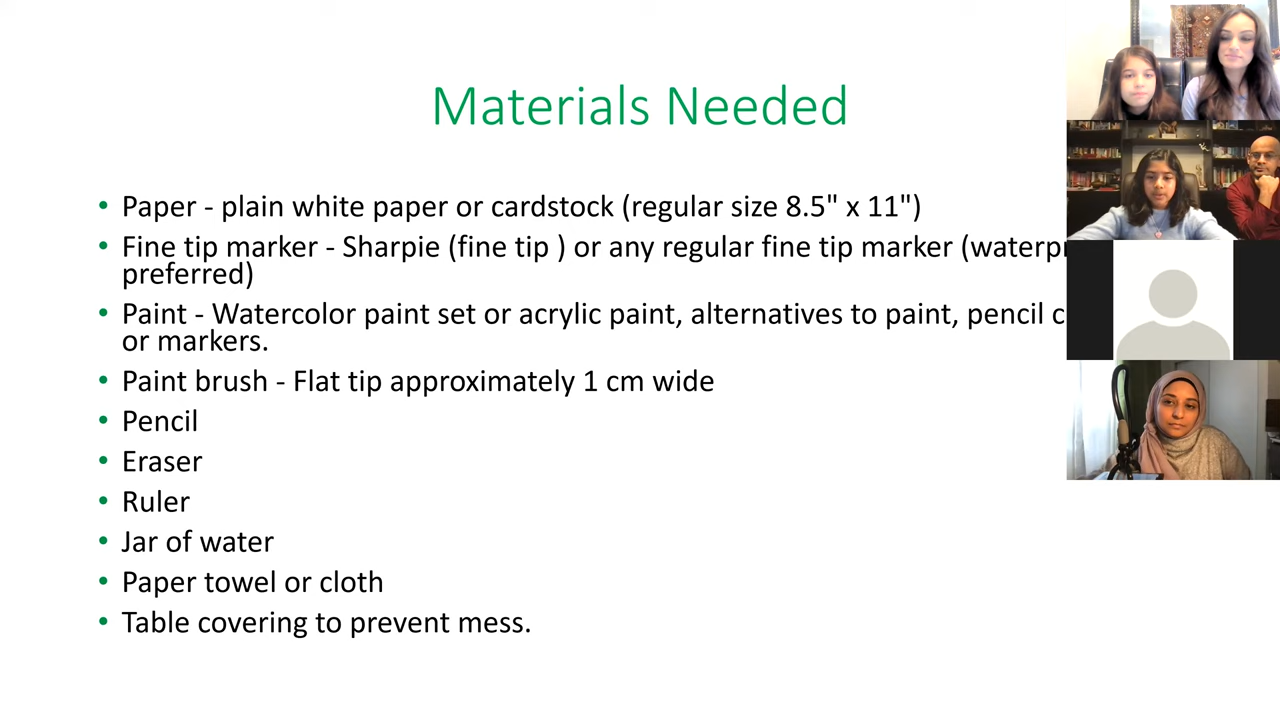 Materials Needed
• Paper - plain white paper or cardstock (regular size 8.5" x 11")
• Fine tip marker - Sharpie (fine tip ) or any regular fine tip marker
preferred)
• Paint - Watercolor paint set or acrylic paint, alternatives to paint, pencil
or markers.
• Paint brush - Flat tip approximately 1 cm wide
• Pencil
• Eraser
• Ruler
• Jar of water
• Paper towel or cloth
• Table covering to prevent mess.